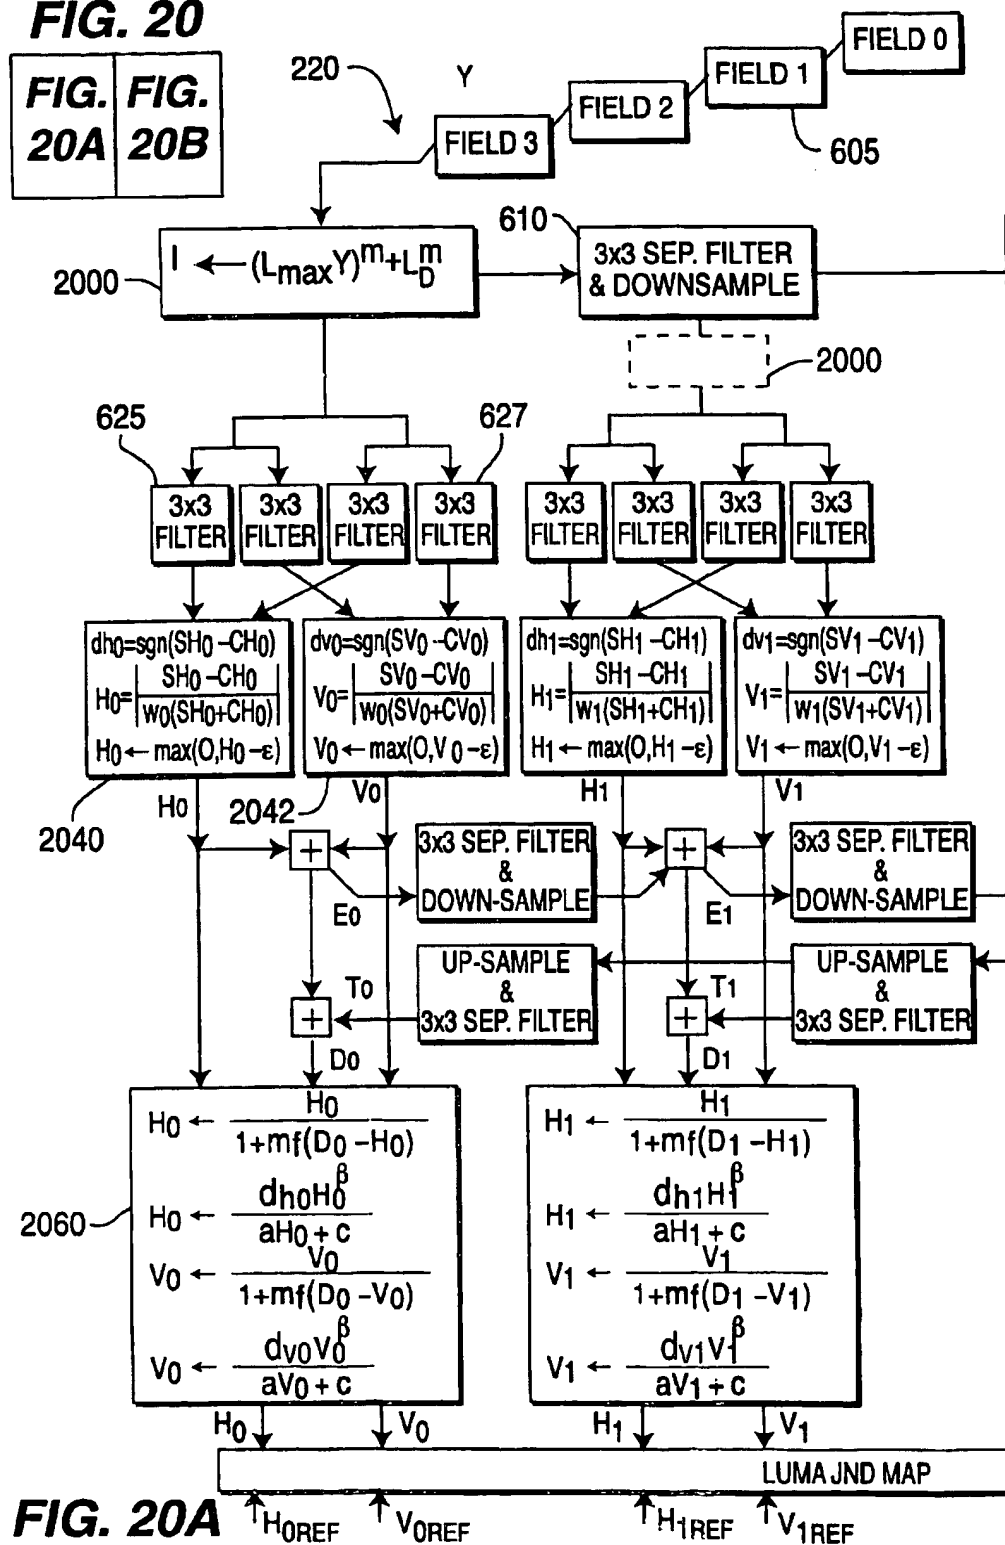 FIG. 20
FIG. 20A
FIG. 20B
220
Y
FIELD 0
FIELD 1
FIELD 2
FIELD 3
605
610
2000
I ← (LmaxY)^m+L_D^m
3x3 SEP. FILTER
& DOWNSAMPLE
2000
625
627
3x3
FILTER
3x3
FILTER
3x3
FILTER
3x3
FILTER
3x3
FILTER
3x3
FILTER
3x3
FILTER
3x3
FILTER
dh0=sgn(SH0-CH0)
H0=|SH0-CH0 / w0(SH0+CH0)|
H0←max(O,H0-ε)
dv0=sgn(SV0-CV0)
V0=|SV0-CV0 / w0(SV0+CV0)|
V0←max(O,V0-ε)
dh1=sgn(SH1-CH1)
H1=|SH1-CH1 / w1(SH1+CH1)|
H1←max(O,H1-ε)
dv1=sgn(SV1-CV1)
V1=|SV1-CV1 / w1(SV1+CV1)|
V1←max(O,V1-ε)
2040
H0
2042
V0
H1
V1
+
3x3 SEP. FILTER
&
DOWN-SAMPLE
+
3x3 SEP. FILTER
&
DOWN-SAMPLE
E0
E1
UP-SAMPLE
&
3x3 SEP. FILTER
UP-SAMPLE
&
3x3 SEP. FILTER
T0
T1
+
+
D0
D1
2060
H0 ← H0 / 1+mf(D0-H0)
H0 ← dh0H0^β / aH0+c
V0 ← V0 / 1+mf(D0-V0)
V0 ← dv0V0^β / aV0+c
H1 ← H1 / 1+mf(D1-H1)
H1 ← dh1H1^β / aH1+c
V1 ← V1 / 1+mf(D1-V1)
V1 ← dv1V1^β / aV1+c
H0
V0
H1
V1
LUMA JND MAP
FIG. 20A
H0REF
V0REF
H1REF
V1REF